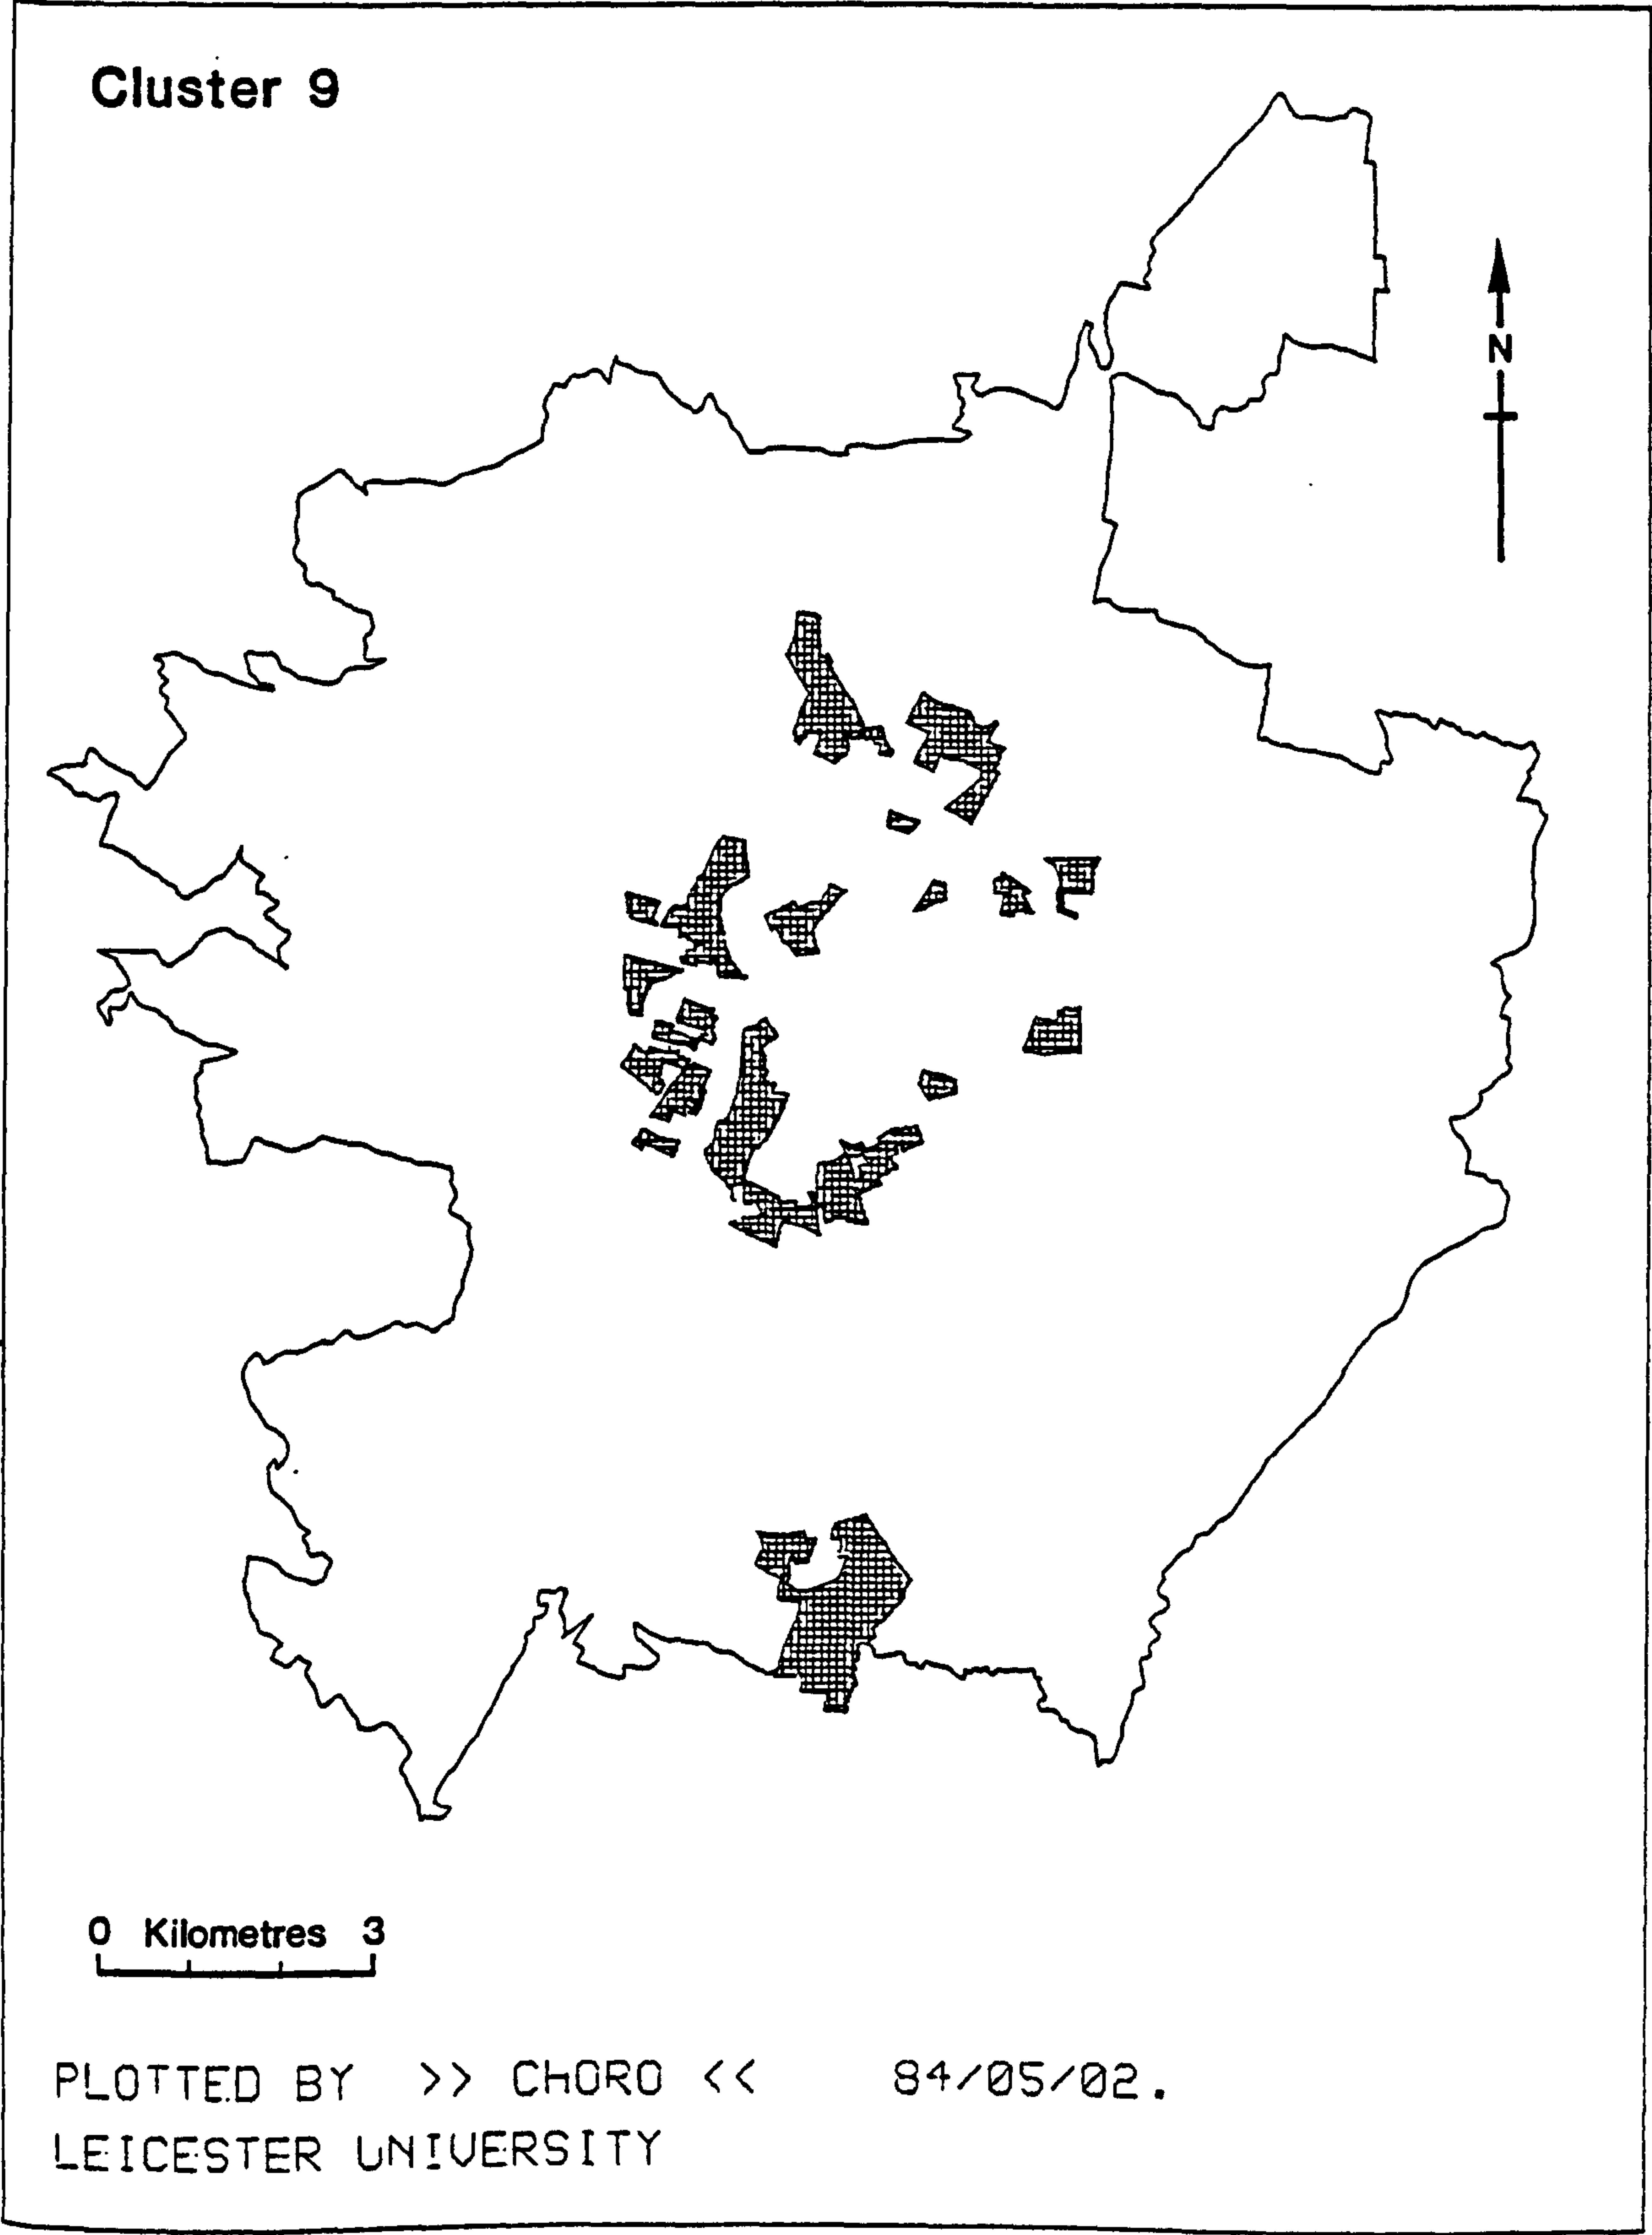 Cluster 9
N
0 Kilometres 3
PLOTTED BY >> CHORO << 84/05/02.
LEICESTER UNIVERSITY